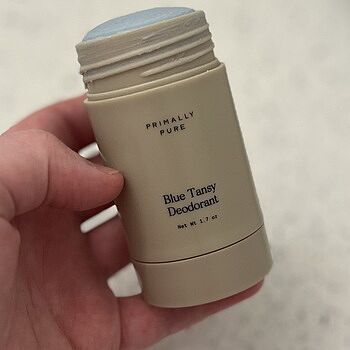 PRIMALLY
PURE
Blue Tansy
Deodorant
Net Wt 1.7 oz